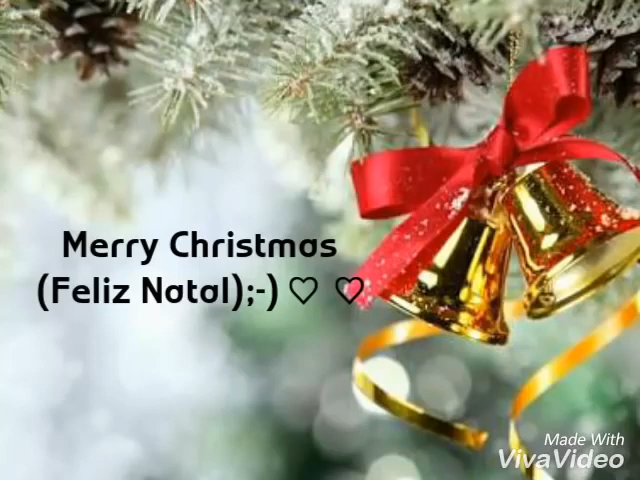 Merry Christmas
(Feliz Natal);-) ♡ ♡
Made With
VivaVideo